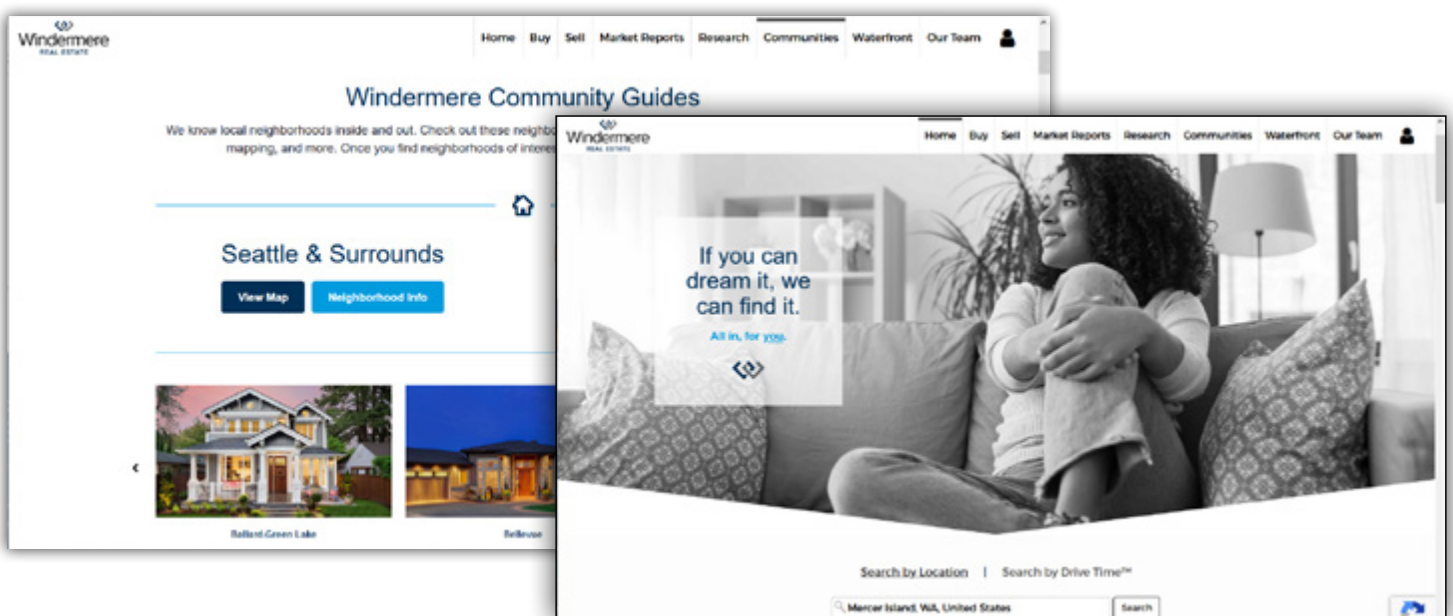 Windermere
REAL ESTATE
Home Buy Sell Market Reports Research Communities Waterfront Our Team
Windermere Community Guides
We know local neighborhoods inside and out. Check out these
mapping, and more. Once you find neighborhoods of
Seattle & Surrounds
View Map Neighborhood Info
Ballard-Green Lake Bellevue
Windermere
REAL ESTATE
Home Buy Sell Market Reports Research Communities Waterfront Our Team
If you can
dream it, we
can find it.
All in, for you.
Search by Location | Search by Drive Time™
Mercer Island, WA, United States Search